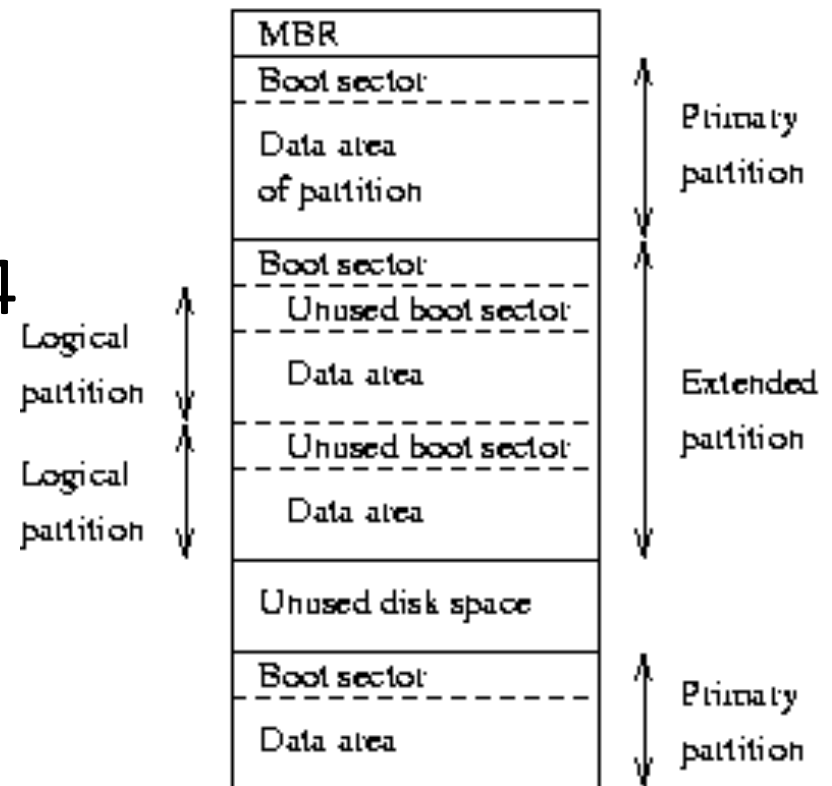 MBR
Boot sector
Data area
of partition
Primary
partition
Boot sector
4
Unused boot sector
Logical
partition
Data area
Extended
partition
Unused boot sector
Logical
partition
Data area
Unused disk space
Boot sector
Data area
Primary
partition